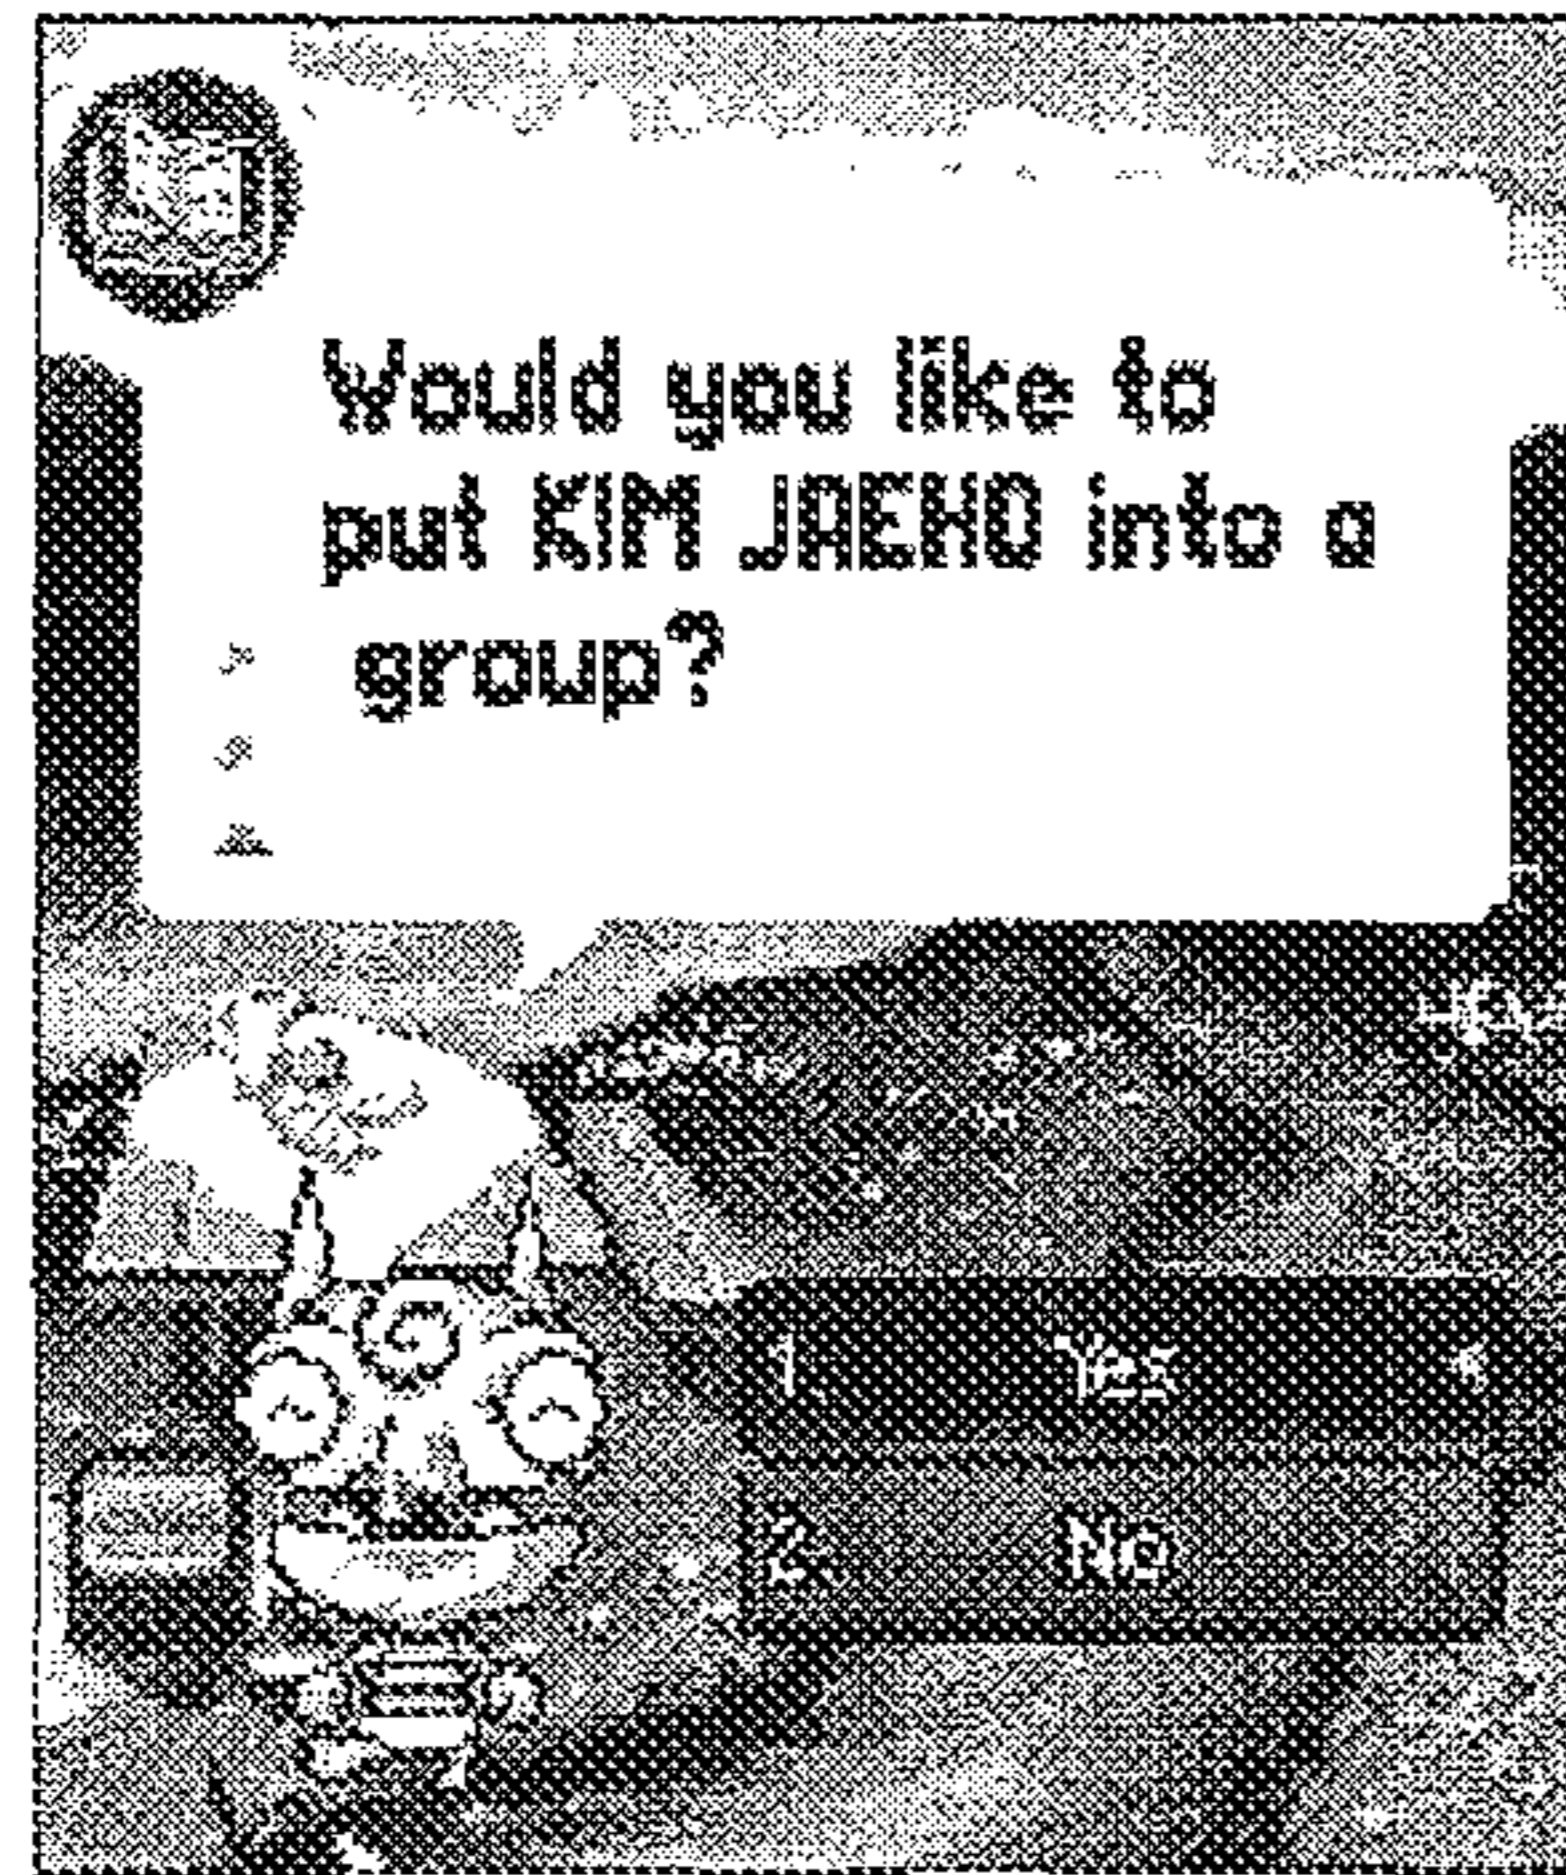 Would you like to
put KIM JAEHO into a
group?
1. Yes
2. No